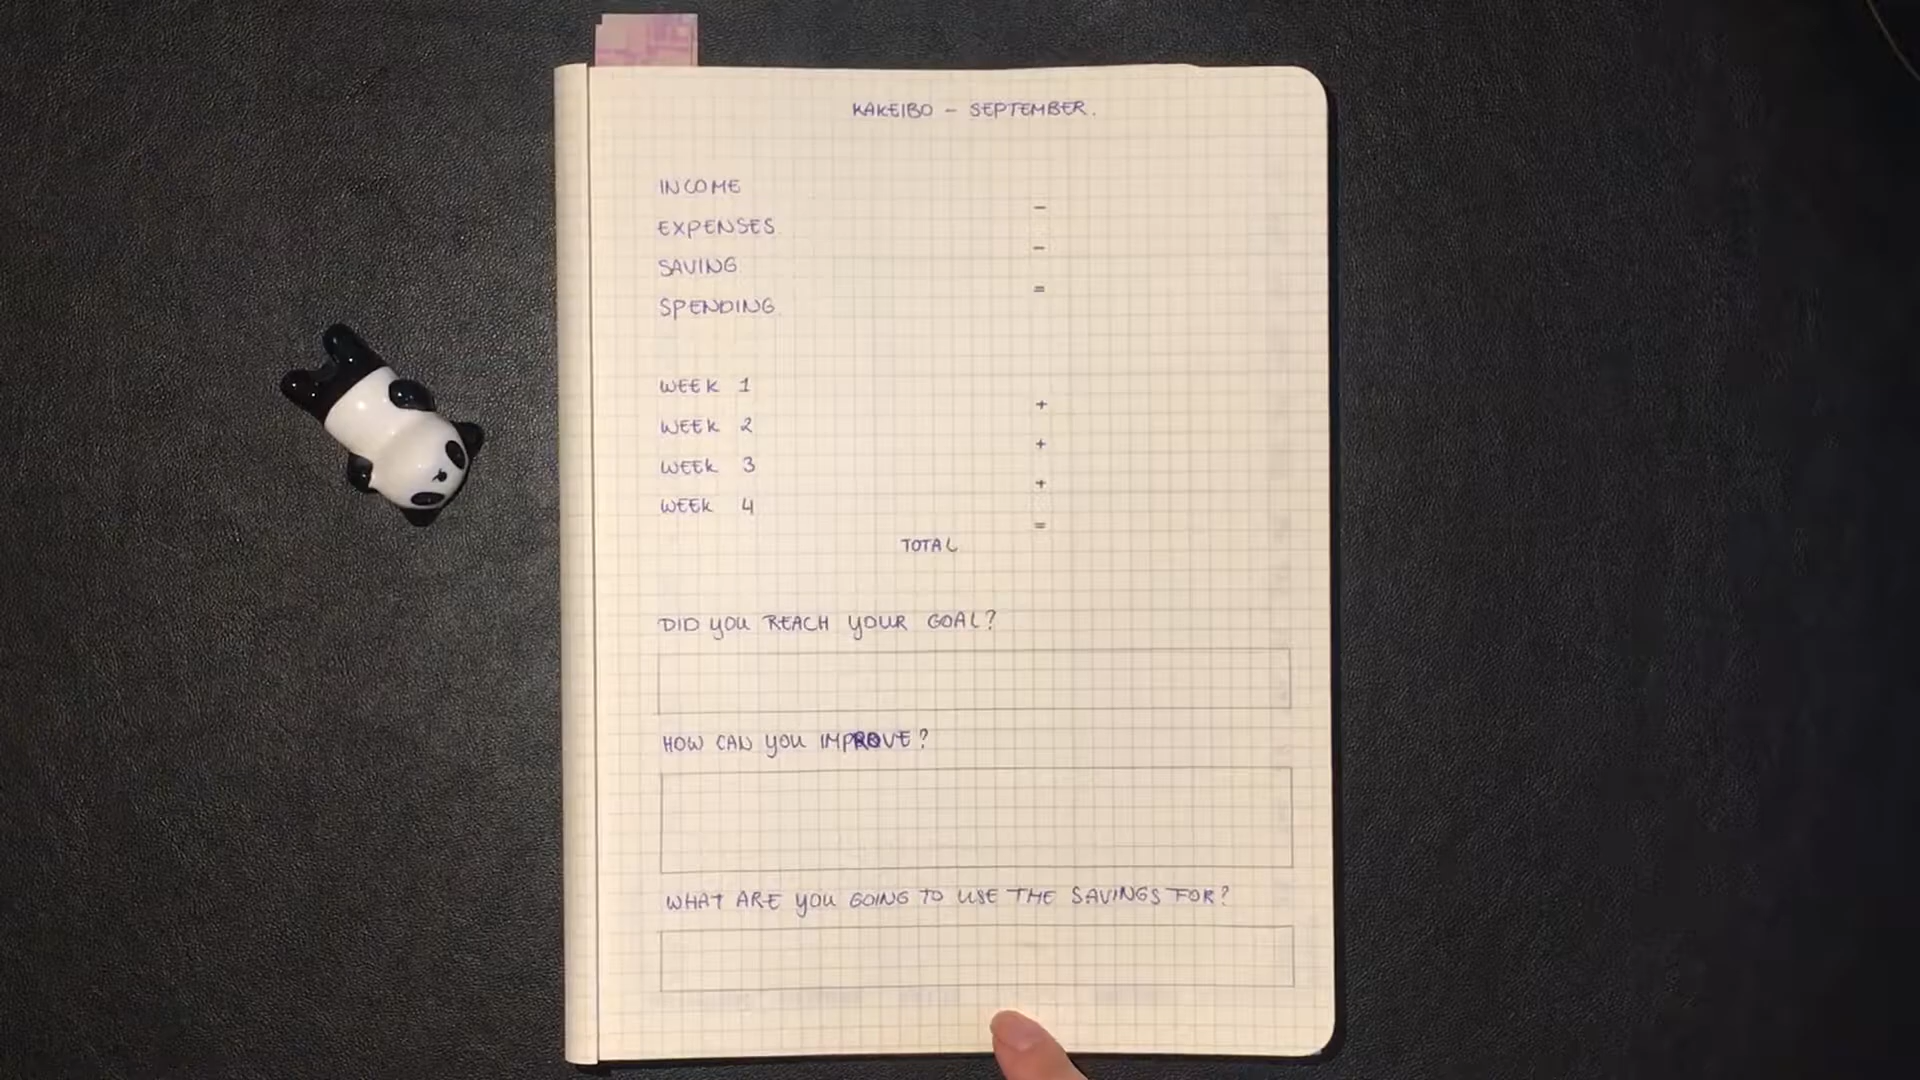 KAKEIBO - SEPTEMBER.
INCOME
-
EXPENSES
-
SAVING
=
SPENDING
WEEK 1
+
WEEK 2
+
WEEK 3
+
WEEK 4
=
TOTAL
DID YOU REACH YOUR GOAL?
HOW CAN YOU IMPROVE?
WHAT ARE YOU GOING TO USE THE SAVINGS FOR?